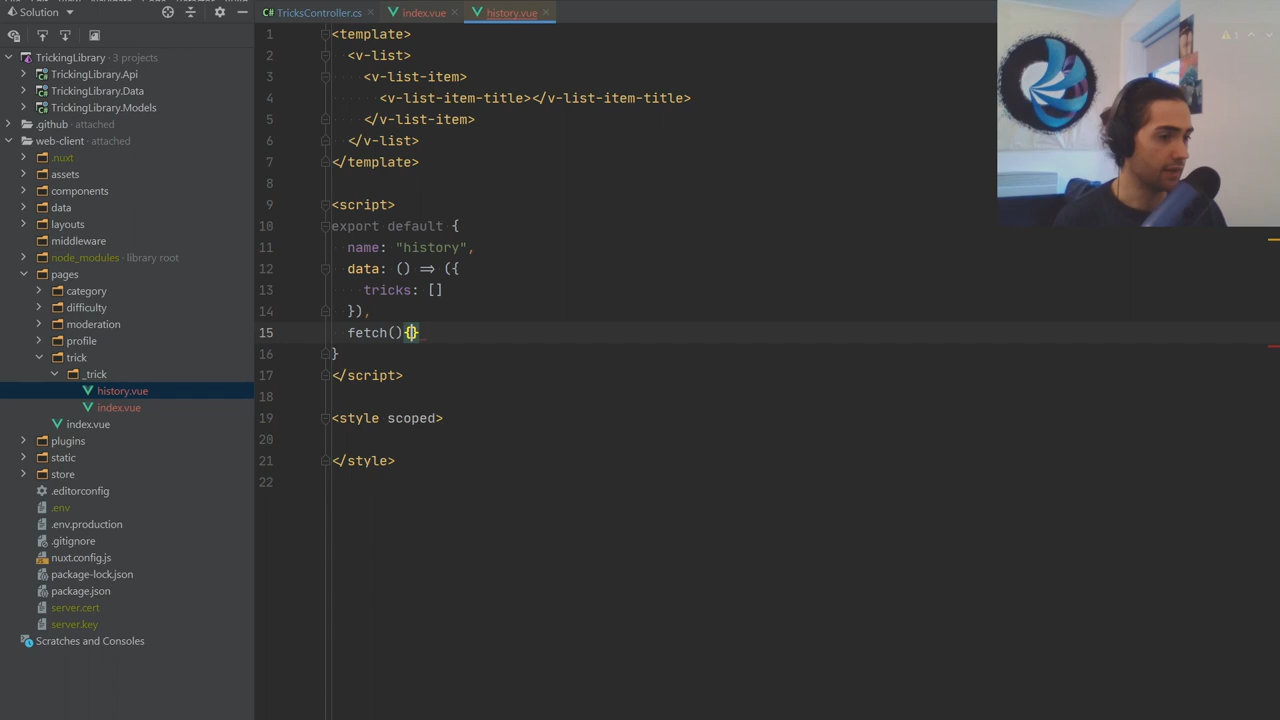 Solution
TricksController.cs
index.vue
history.vue
TrickingLibrary · 3 projects
TrickingLibrary.Api
TrickingLibrary.Data
TrickingLibrary.Models
.github attached
web-client attached
.nuxt
assets
components
data
layouts
middleware
node_modules library root
pages
category
difficulty
moderation
profile
trick
_trick
history.vue
index.vue
index.vue
plugins
static
store
.editorconfig
.env
.env.production
.gitignore
nuxt.config.js
package-lock.json
package.json
server.cert
server.key
Scratches and Consoles
1 <template>
2 <v-list>
3 <v-list-item>
4 <v-list-item-title></v-list-item-title>
5 </v-list-item>
6 </v-list>
7 </template>
8
9 <script>
10 export default {
11 name: "history",
12 data: () => ({
13 tricks: []
14 }),
15 fetch(){}
16 }
17 </script>
18
19 <style scoped>
20
21 </style>
22
1